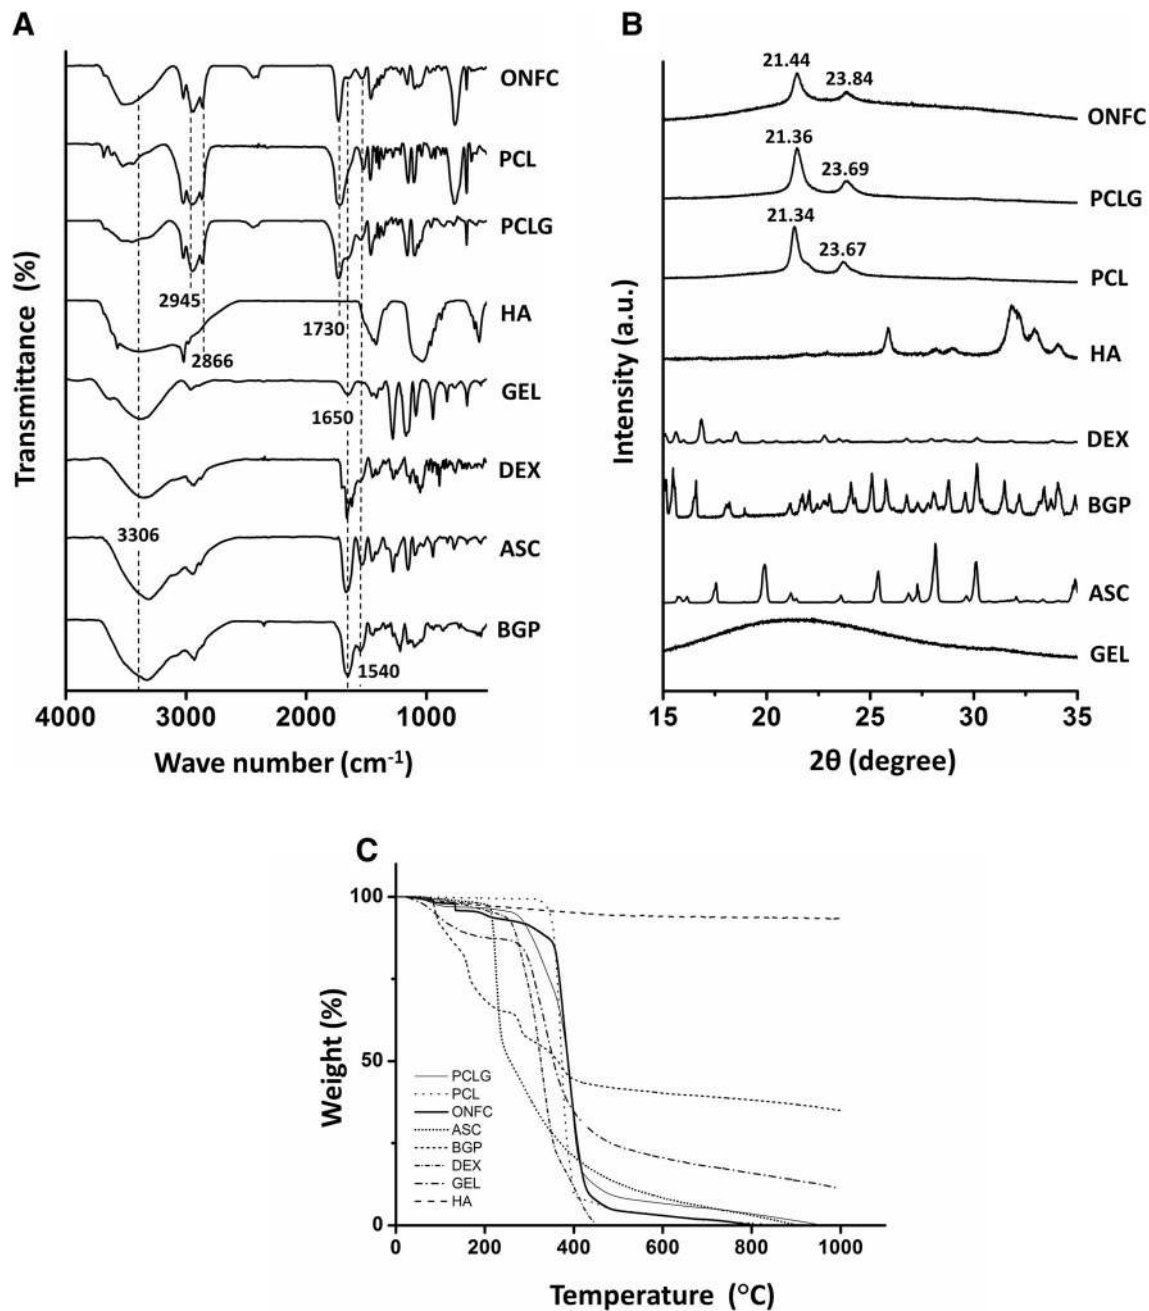 A
ONFC
PCL
PCLG
2945
HA
1730
2866
GEL
1650
DEX
3306
ASC
BGP
1540
4000 3000 2000 1000
Wave number (cm-1)
Transmittance (%)
B
21.44
23.84
ONFC
21.36
23.69
PCLG
21.34
23.67
PCL
HA
DEX
BGP
ASC
GEL
15 20 25 30 35
2θ (degree)
Intensity (a.u.)
C
100
50
0
Weight (%)
PCLG
PCL
ONFC
ASC
BGP
DEX
GEL
HA
0 200 400 600 800 1000
Temperature (°C)